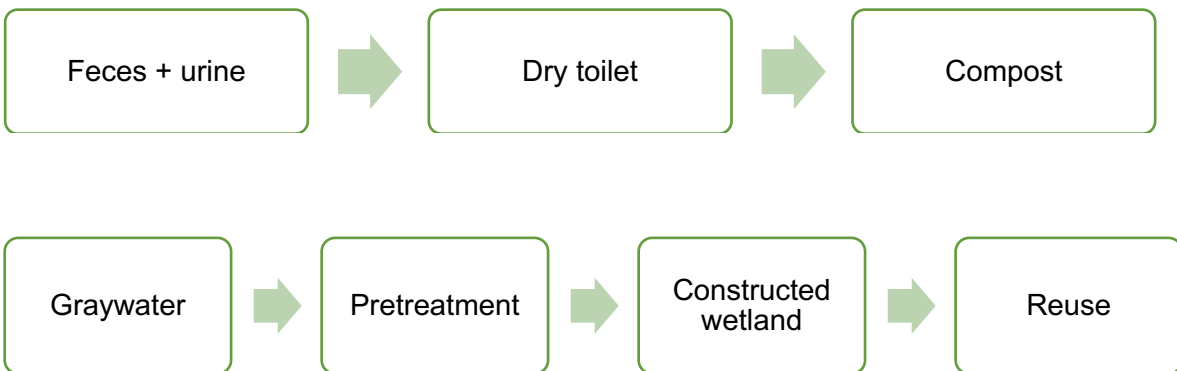 Feces + urine
Dry toilet
Compost
Graywater
Pretreatment
Constructed
wetland
Reuse